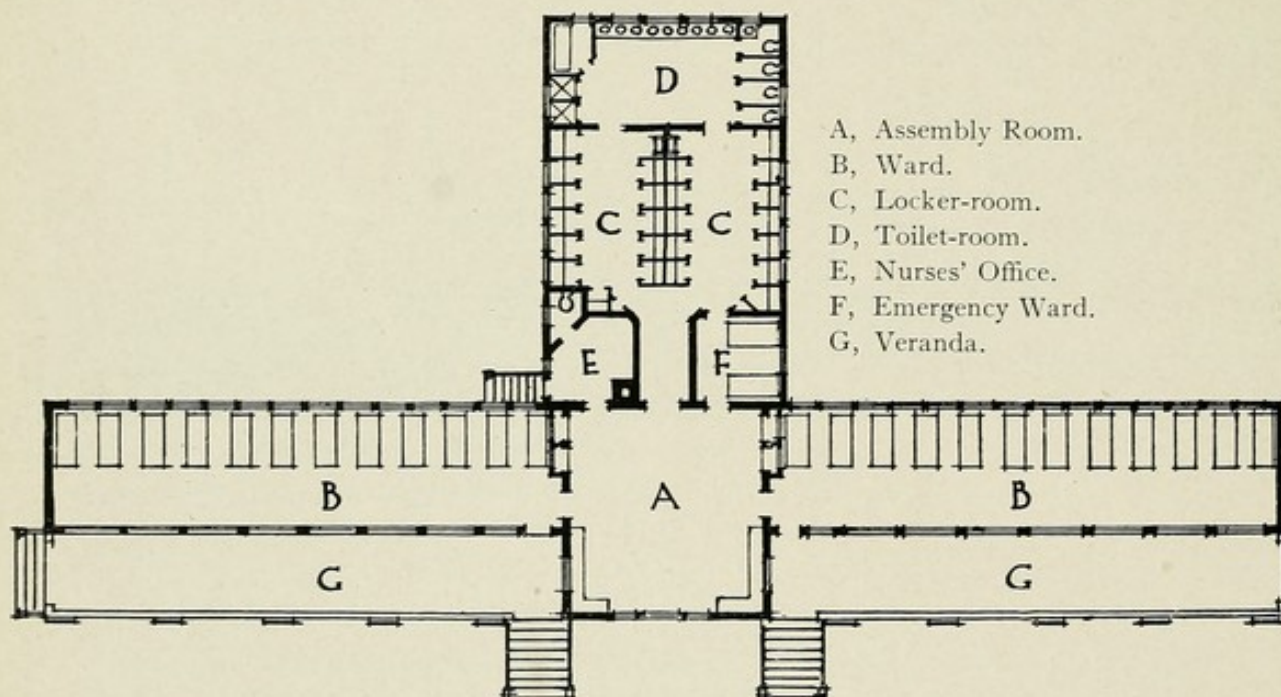 D
A, Assembly Room.
B, Ward.
C, Locker-room.
D, Toilet-room.
E, Nurses' Office.
F, Emergency Ward.
G, Veranda.
C C
E F
B A B
G G